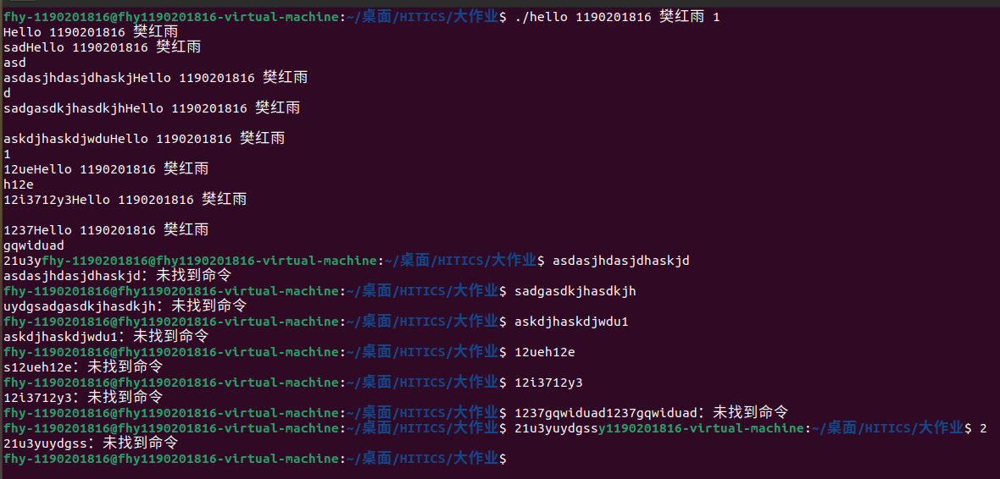 fhy-1190201816@fhy1190201816-virtual-machine:~/桌面/HITICS/大作业$ ./hello 1190201816 樊红雨 1
Hello 1190201816 樊红雨
sadHello 1190201816 樊红雨
asd
asdasjhdasjdhaskjHello 1190201816 樊红雨
d
sadgasdkjhasdkjhHello 1190201816 樊红雨
askdjhaskdjwduHello 1190201816 樊红雨
1
12ueHello 1190201816 樊红雨
h12e
12i3712y3Hello 1190201816 樊红雨
1237Hello 1190201816 樊红雨
gqwiduad
21u3yfhy-1190201816@fhy1190201816-virtual-machine:~/桌面/HITICS/大作业$ asdasjhdasjdhaskjd
asdasjhdasjdhaskjd：未找到命令
fhy-1190201816@fhy1190201816-virtual-machine:~/桌面/HITICS/大作业$ sadgasdkjhasdkjh
uydgsadgasdkjhasdkjh：未找到命令
fhy-1190201816@fhy1190201816-virtual-machine:~/桌面/HITICS/大作业$ askdjhaskdjwdu1
askdjhaskdjwdu1：未找到命令
fhy-1190201816@fhy1190201816-virtual-machine:~/桌面/HITICS/大作业$ 12ueh12e
s12ueh12e：未找到命令
fhy-1190201816@fhy1190201816-virtual-machine:~/桌面/HITICS/大作业$ 12i3712y3
12i3712y3：未找到命令
fhy-1190201816@fhy1190201816-virtual-machine:~/桌面/HITICS/大作业$ 1237gqwiduad1237gqwiduad：未找到命令
fhy-1190201816@fhy1190201816-virtual-machine:~/桌面/HITICS/大作业$ 21u3yuydgssy1190201816-virtual-machine:~/桌面/HITICS/大作业$ 2
21u3yuydgss：未找到命令
fhy-1190201816@fhy1190201816-virtual-machine:~/桌面/HITICS/大作业$